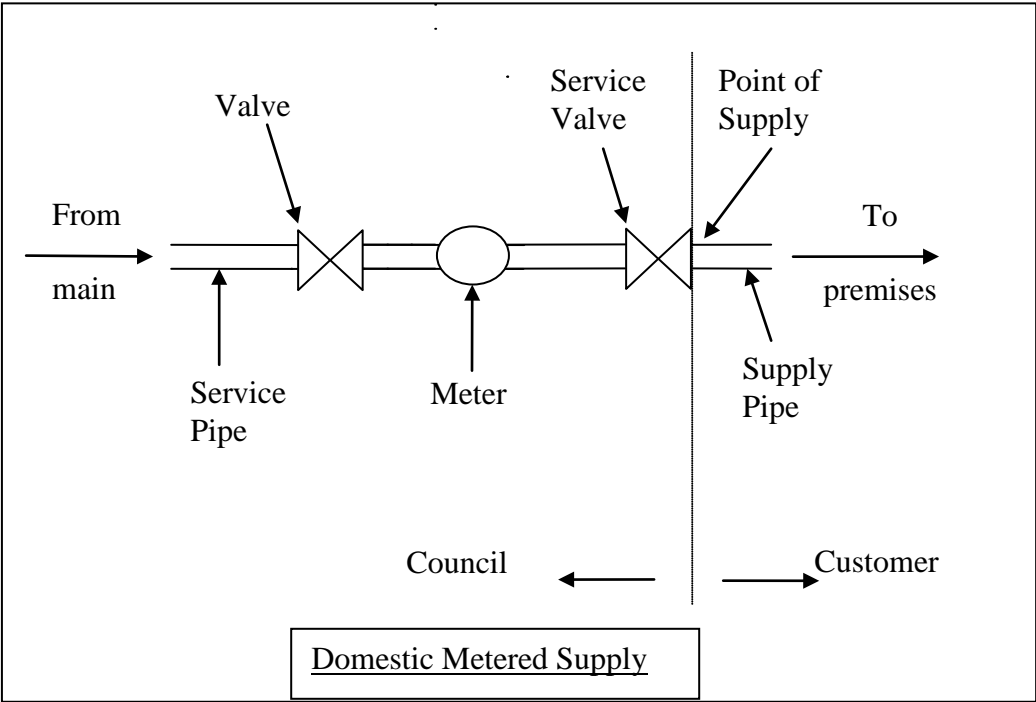 Valve
Service
Valve
Point of
Supply
From
main
To
premises
Service
Pipe
Meter
Supply
Pipe
Council
Customer
Domestic Metered Supply